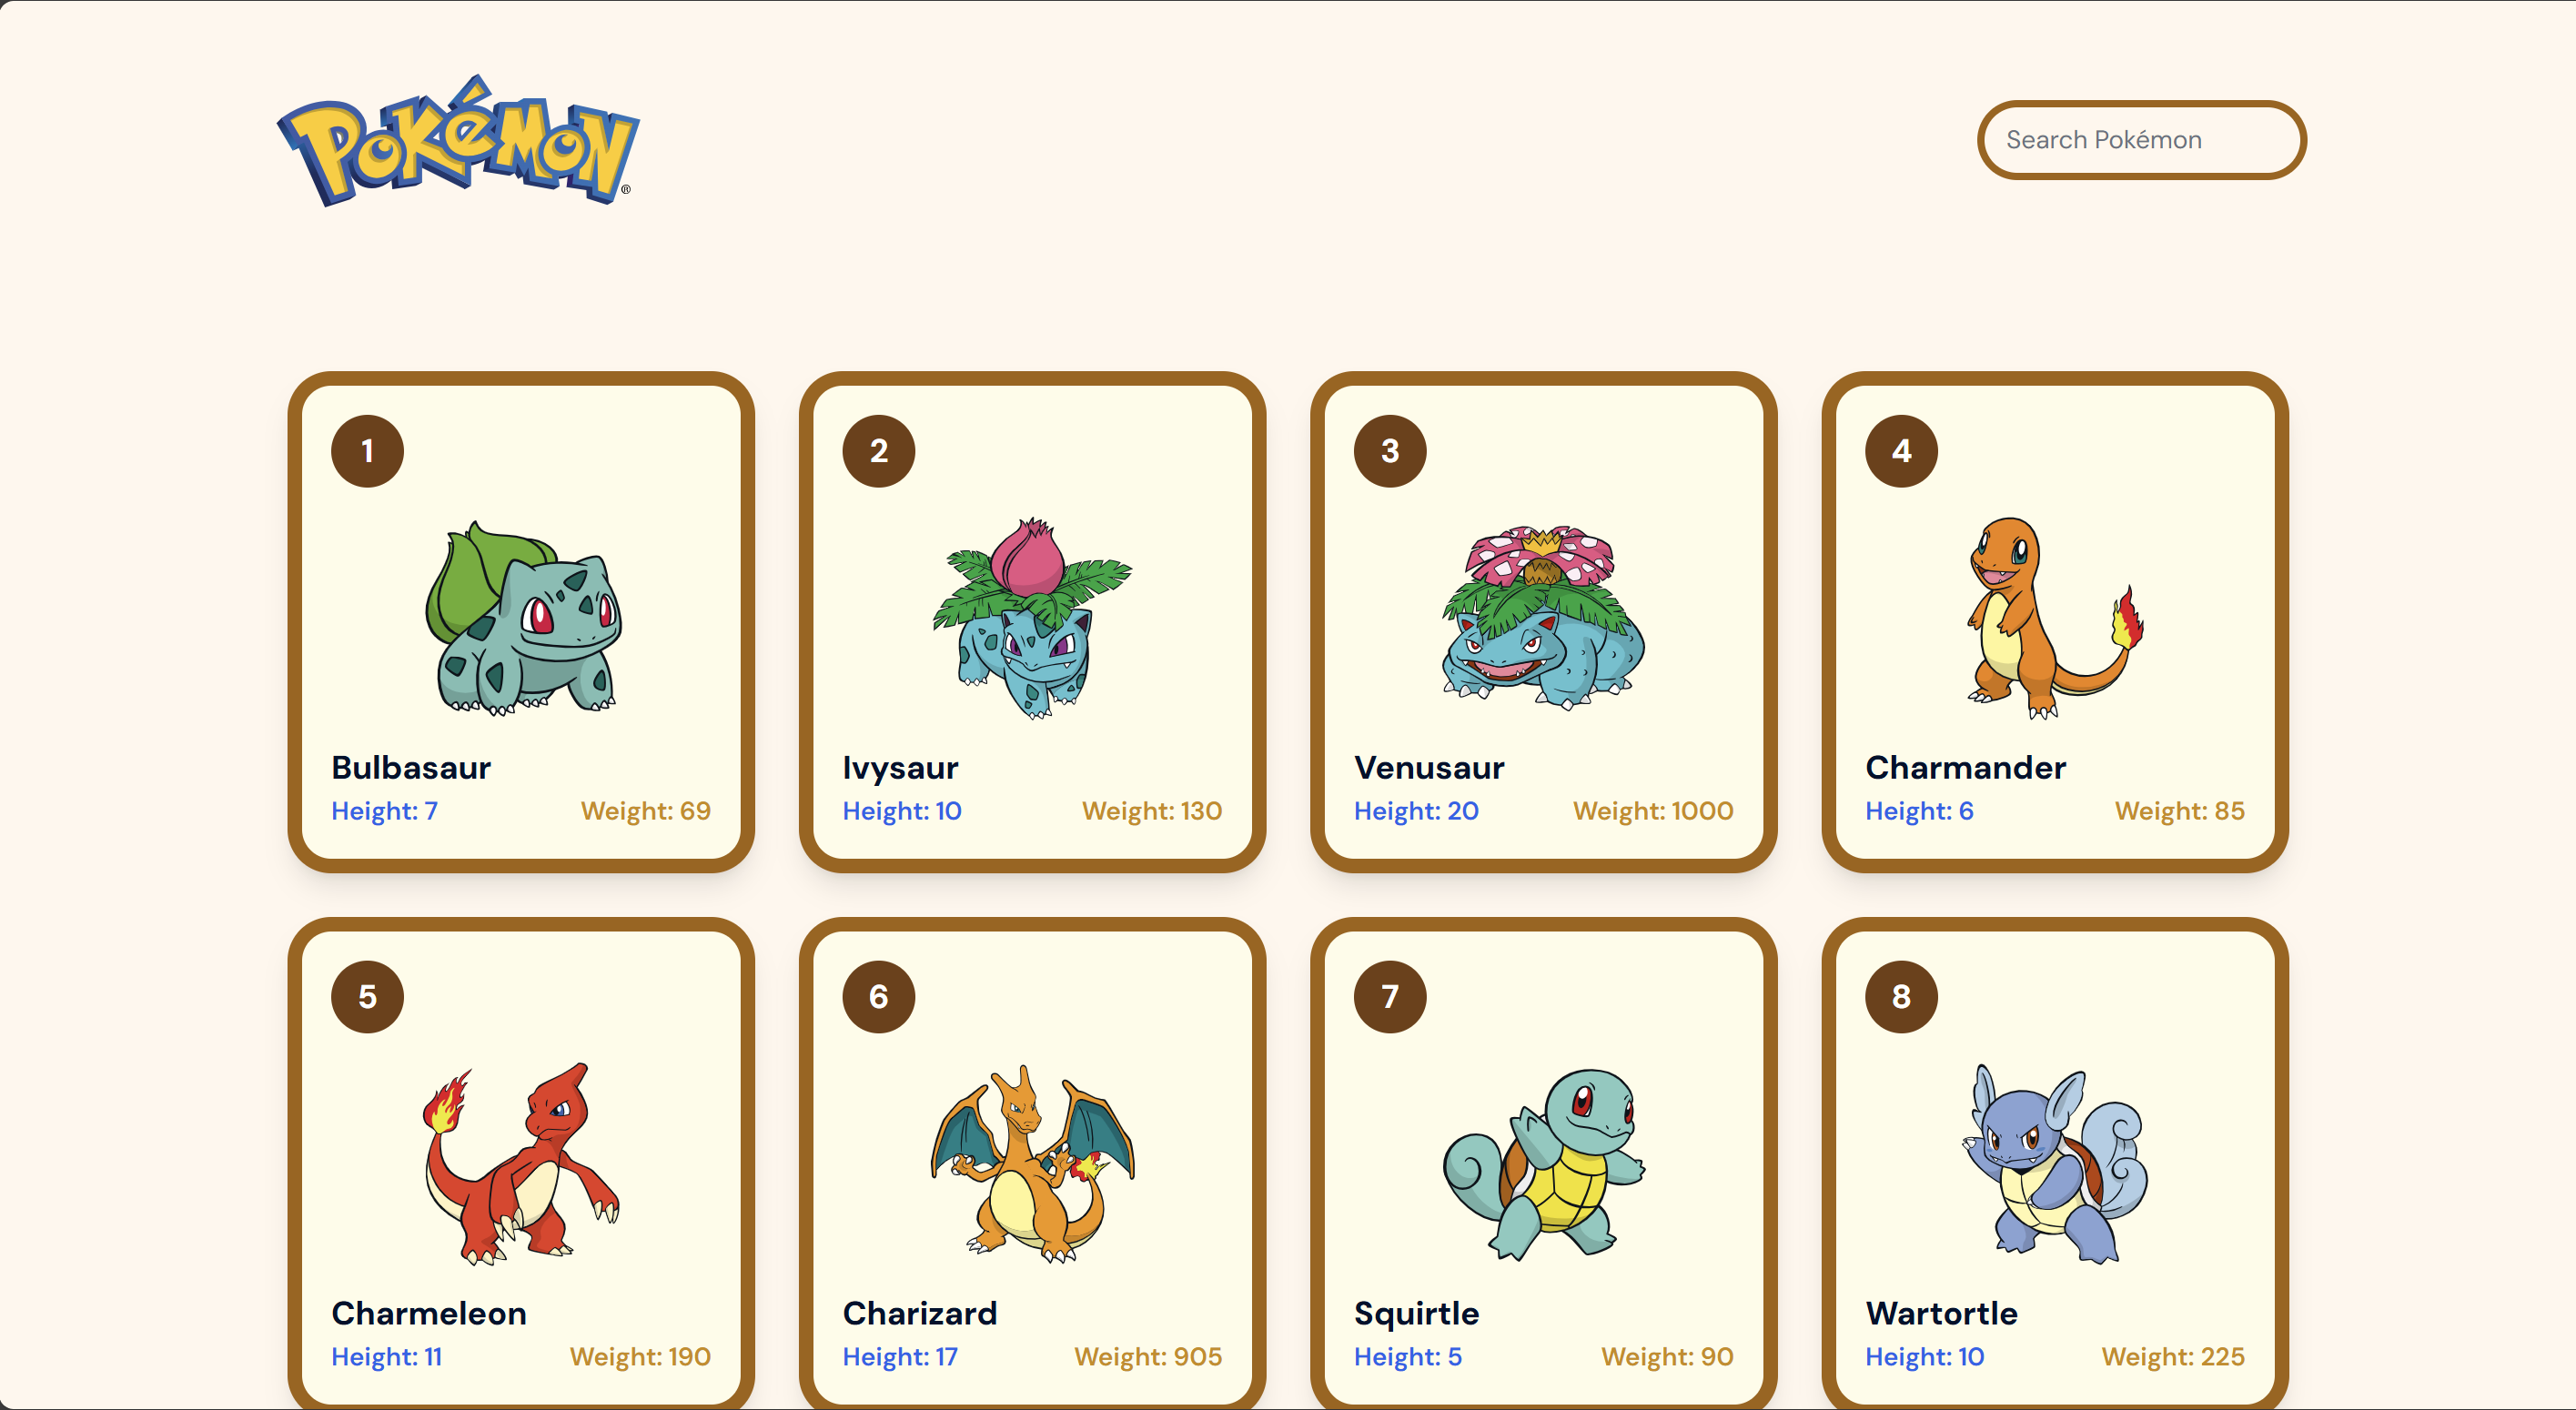 Pokémon®
Search Pokémon
1
2
3
4
Bulbasaur
Height: 7 Weight: 69
Ivysaur
Height: 10 Weight: 130
Venusaur
Height: 20 Weight: 1000
Charmander
Height: 6 Weight: 85
5
6
7
8
Charmeleon
Height: 11 Weight: 190
Charizard
Height: 17 Weight: 905
Squirtle
Height: 5 Weight: 90
Wartortle
Height: 10 Weight: 225